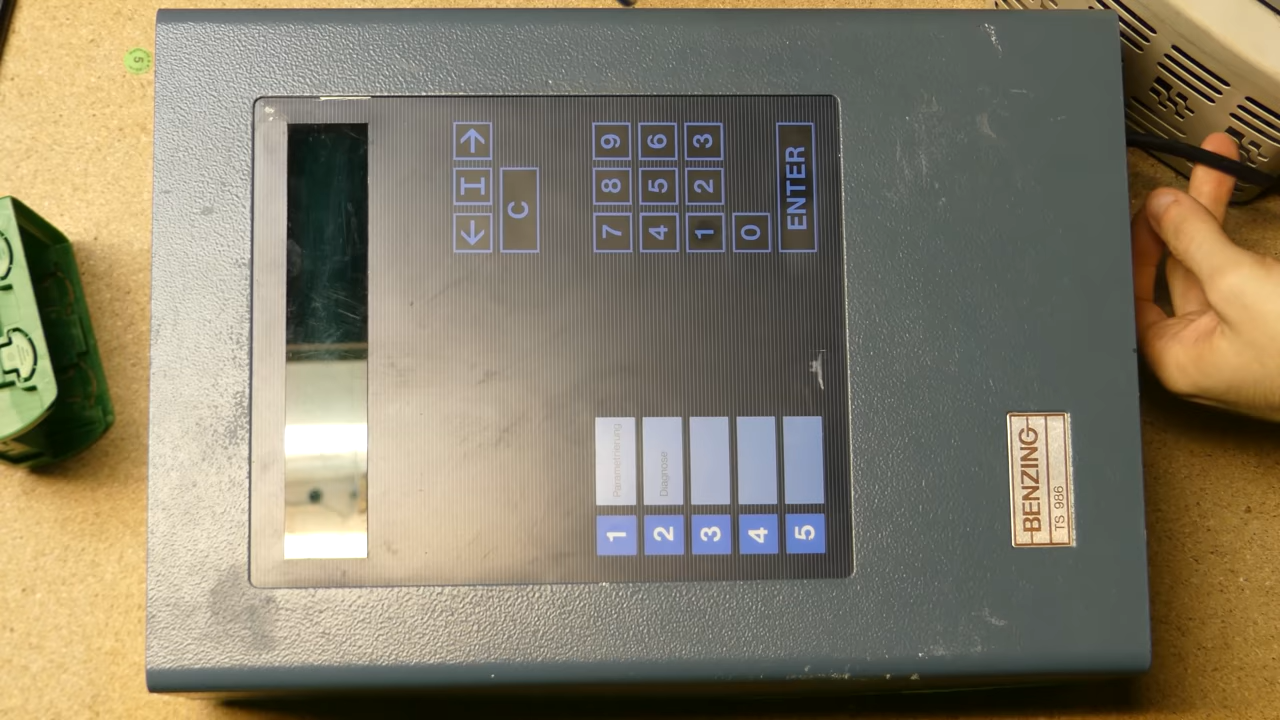 I
C
1 Parametrierung 7 8 9
2 Diagnose 4 5 6
3 1 2 3
4 0
5 ENTER
BENZING
TS 986
5